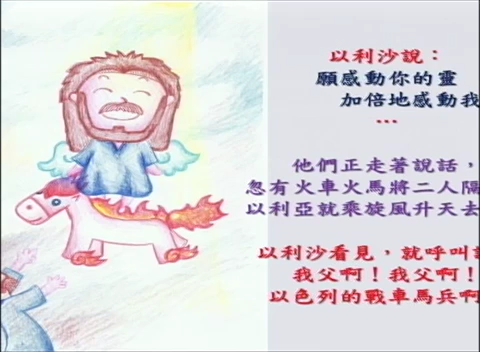 以利沙說：
願感動你的靈
加倍地感動我
...
他們正走著說話，
忽有火車火馬將二人隔
以利亞就乘旋風升天去
以利沙看見，就呼叫說
我父啊！我父啊！
以色列的戰車馬兵啊